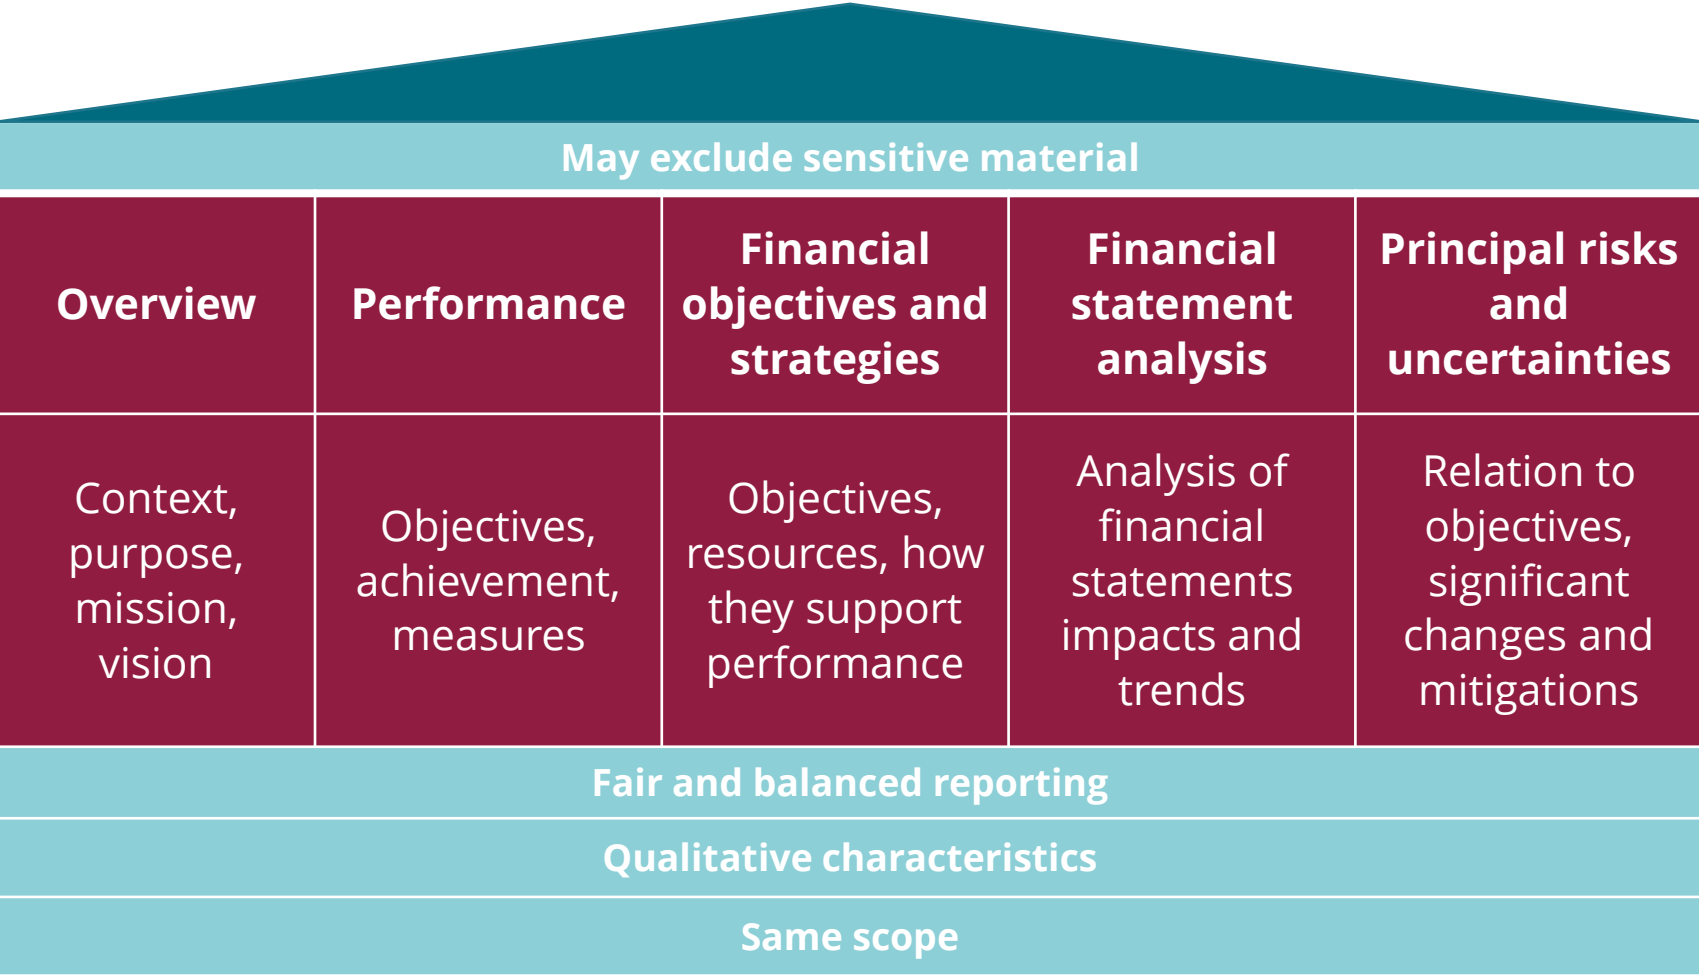 May exclude sensitive material
Overview
Performance
Financial
objectives and
strategies
Financial
statement
analysis
Principal risks
and
uncertainties
Context,
purpose,
mission,
vision
Objectives,
achievement,
measures
Objectives,
resources, how
they support
performance
Analysis of
financial
statements
impacts and
trends
Relation to
objectives,
significant
changes and
mitigations
Fair and balanced reporting
Qualitative characteristics
Same scope